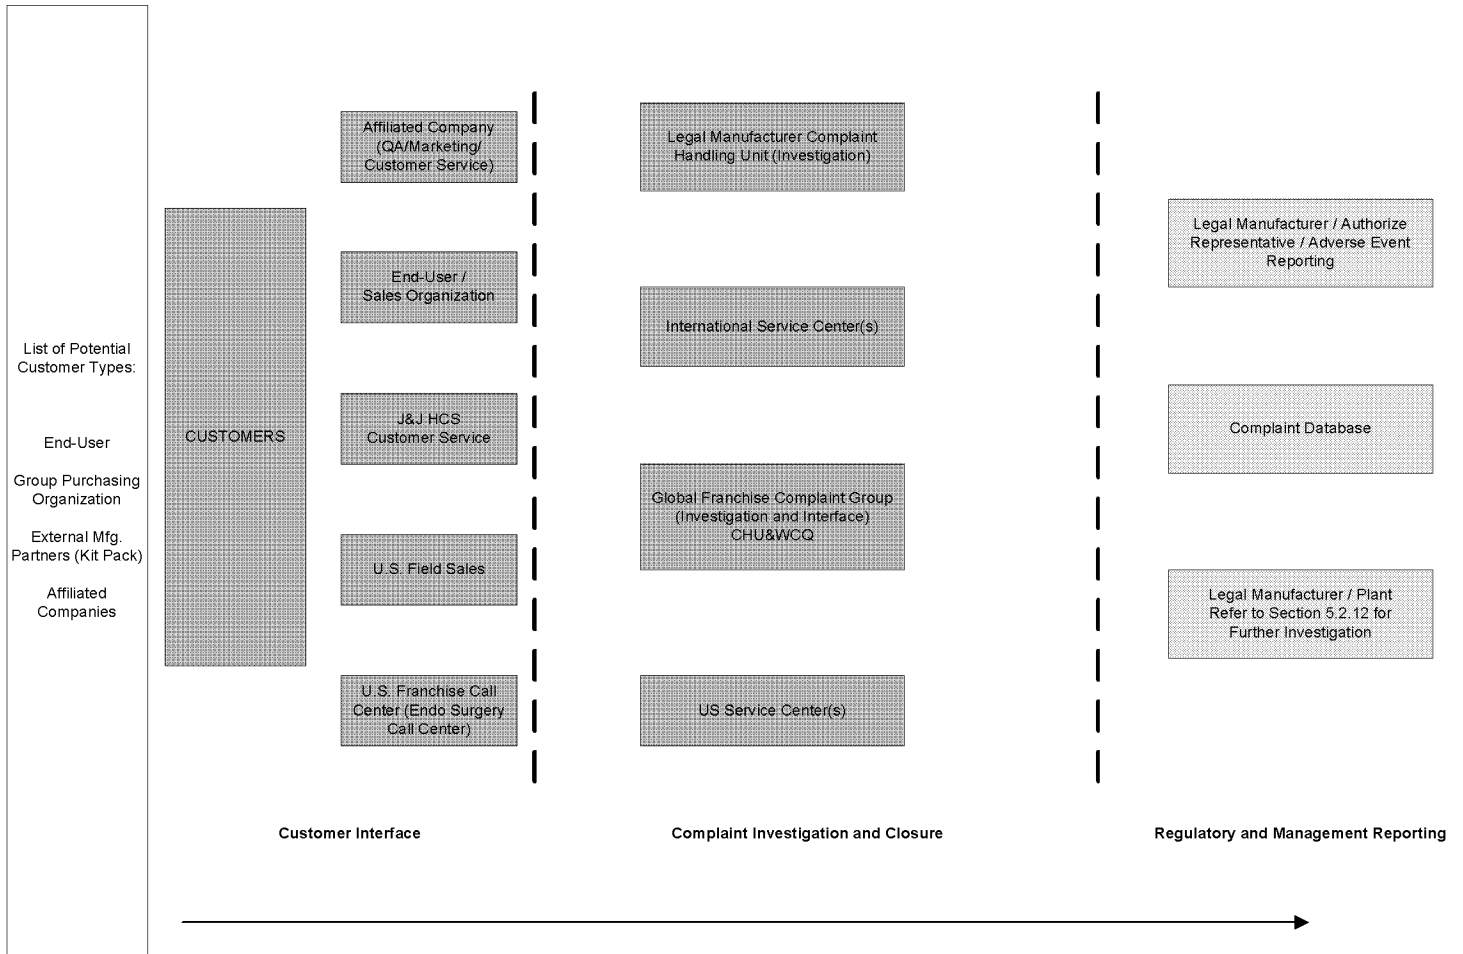 List of Potential
Customer Types:
End-User
Group Purchasing
Organization
External Mfg.
Partners (Kit Pack)
Affiliated
Companies
CUSTOMERS
Affiliated Company
(QA/Marketing/
Customer Service)
End-User /
Sales Organization
J&J HCS
Customer Service
U.S. Field Sales
U.S. Franchise Call
Center (Endo Surgery
Call Center)
Customer Interface
Legal Manufacturer Complaint
Handling Unit (Investigation)
International Service Center(s)
Global Franchise Complaint Group
(Investigation and Interface)
CHU&WCQ
US Service Center(s)
Complaint Investigation and Closure
Legal Manufacturer / Authorize
Representative / Adverse Event
Reporting
Complaint Database
Legal Manufacturer / Plant
Refer to Section 5.2.12 for
Further Investigation
Regulatory and Management Reporting